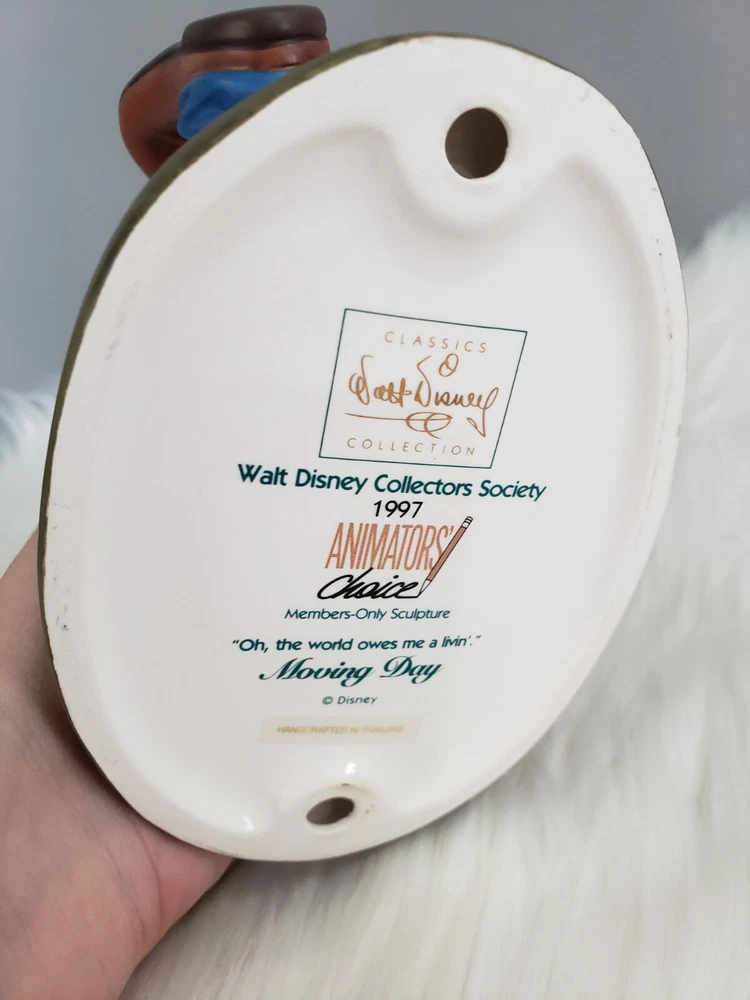 CLASSICS
Walt Disney
COLLECTION
Walt Disney Collectors Society
1997
ANIMATORS'
Choice
Members-Only Sculpture
"Oh, the world owes me a livin'."
Moving Day
© Disney
HANDCRAFTED IN THAILAND